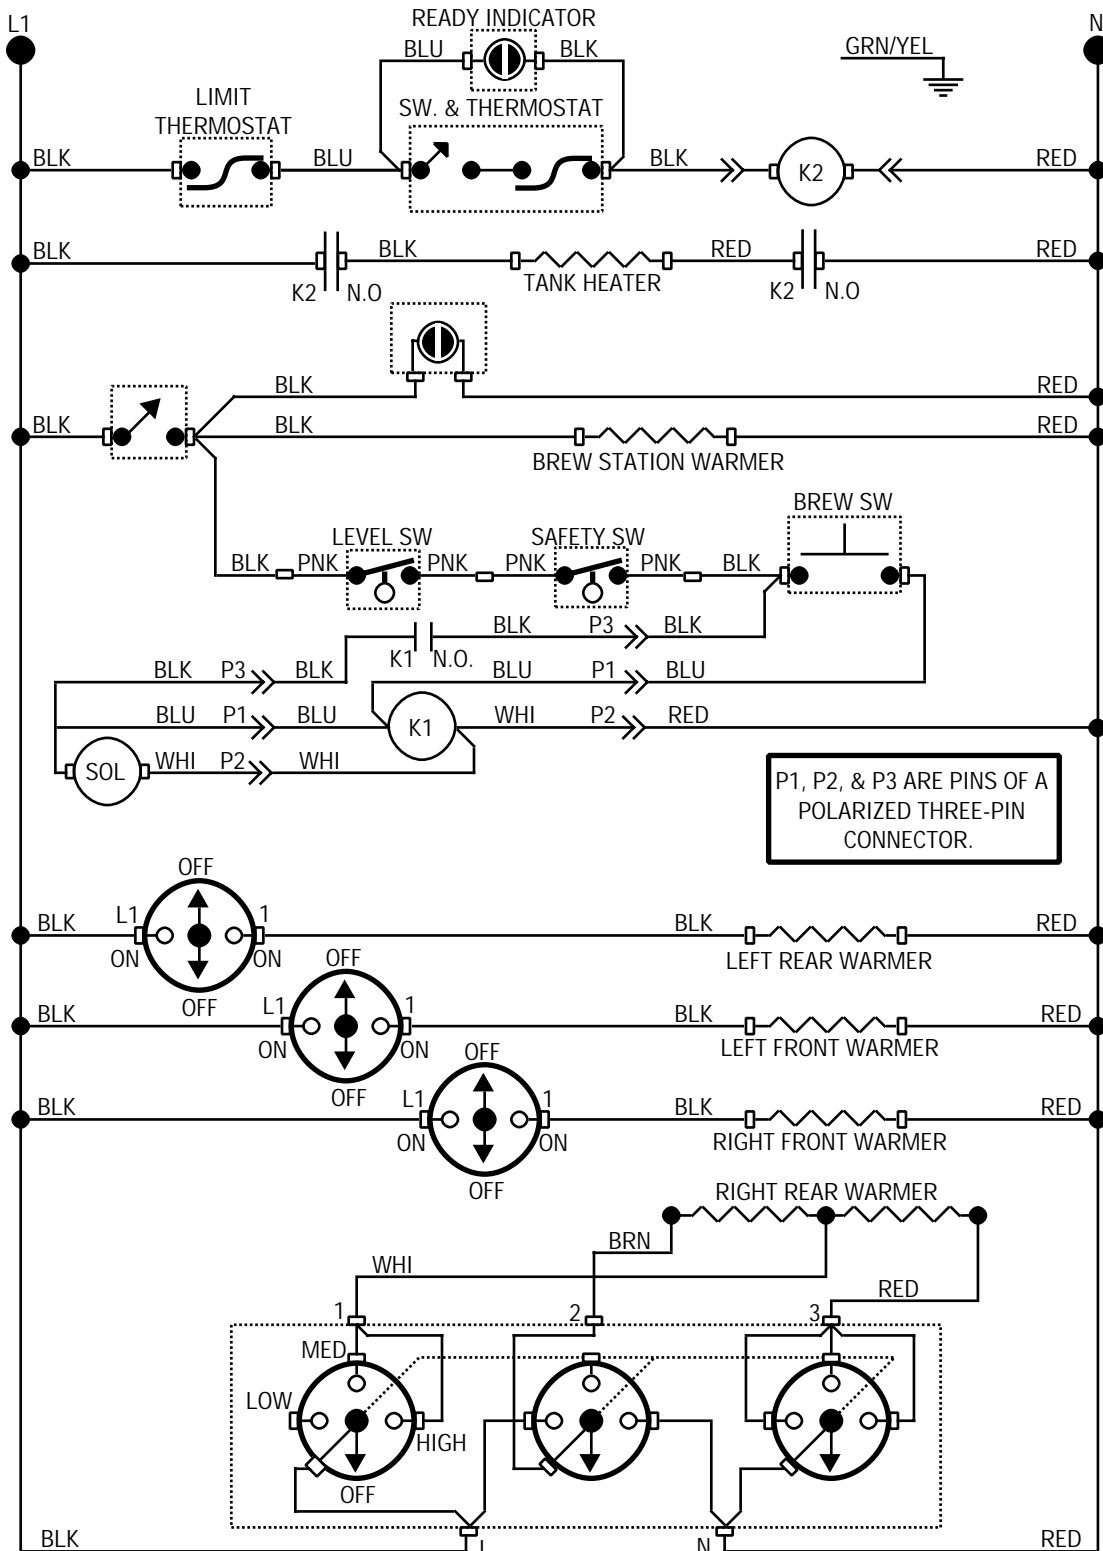 L1
READY INDICATOR
N
BLU
BLK
GRN/YEL
LIMIT
THERMOSTAT
SW. & THERMOSTAT
BLK
BLU
BLK
K2
RED
BLK
BLK
RED
RED
TANK HEATER
K2 N.O
K2 N.O
BLK
RED
BLK
BLK
RED
BREW STATION WARMER
BREW SW
LEVEL SW
SAFETY SW
BLK
PNK
PNK
PNK
PNK
BLK
BLK
P3
BLK
K1 N.O.
BLK
P3
BLK
BLU
P1
BLU
BLU
P1
BLU
K1
WHI
P2
RED
SOL
WHI
P2
WHI
P1, P2, & P3 ARE PINS OF A
POLARIZED THREE-PIN
CONNECTOR.
OFF
BLK
L1
1
BLK
RED
ON
ON
LEFT REAR WARMER
OFF
OFF
BLK
L1
1
BLK
RED
ON
ON
LEFT FRONT WARMER
OFF
OFF
BLK
L1
1
BLK
RED
ON
ON
RIGHT FRONT WARMER
OFF
RIGHT REAR WARMER
BRN
WHI
RED
1
2
3
MED
LOW
HIGH
OFF
BLK
L
N
RED